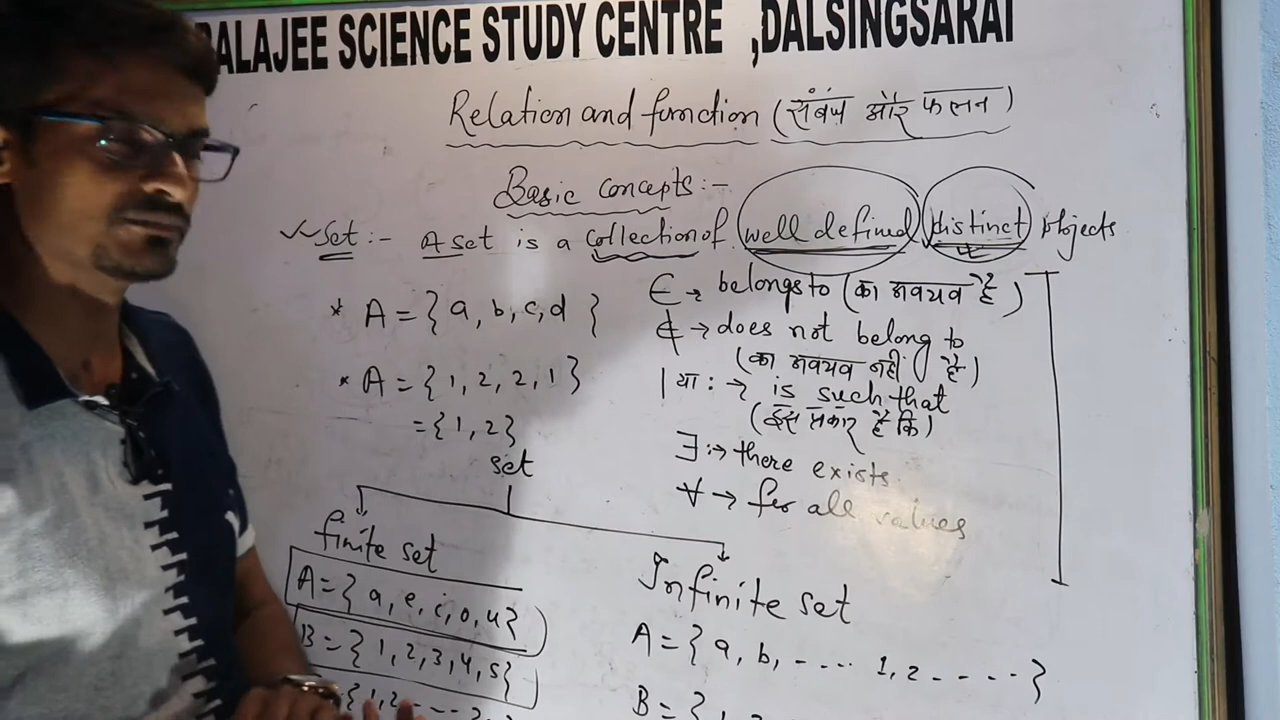 BALAJEE SCIENCE STUDY CENTRE ,DALSINGSARAI
Relation and function (संबंध और फलन)
Basic concepts:-
Set:- A set is a collection of well defined distinct objects
* A = {a, b, c, d }
* A = {1, 2, 2, 1}
= {1, 2}
∈ → belongs to (का अवयव है)
∉ → does not belong to
(का अवयव नहीं है)
| या : → is such that
(इस प्रकार है कि)
∃ :→ there exists
∀ → for all values
set
finite set
A = { a, e, i, o, u}
B = { 1, 2, 3, 4, 5}
{1, 2 ----
Infinite set
A = { a, b, ---- 1, 2 ---- }
B = {